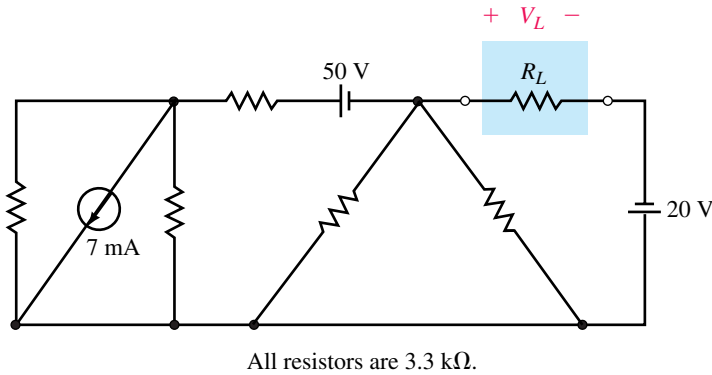 + V_L −
50 V
R_L
20 V
7 mA
All resistors are 3.3 kΩ.